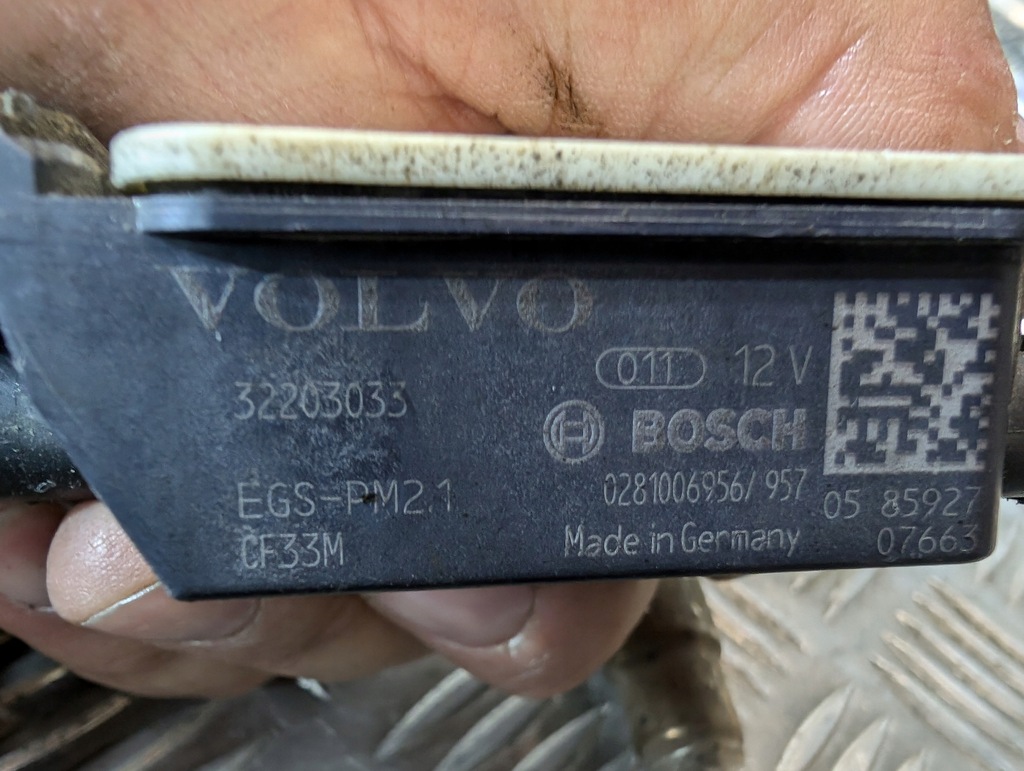 VOLVO
011 12 V
32203033
BOSCH
EGS-PM2.1
0281006956/ 957
05 85927
CF33M
Made in Germany
07663